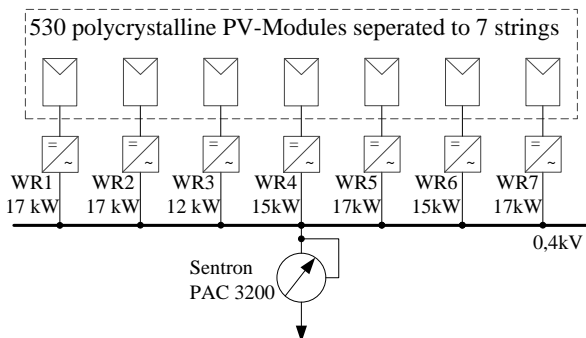 530 polycrystalline PV-Modules seperated to 7 strings
= ~ = ~ = ~ = ~ = ~ = ~ = ~
WR1 WR2 WR3 WR4 WR5 WR6 WR7
17 kW 17 kW 12 kW 15kW 17kW 15kW 17kW
0,4kV
Sentron
PAC 3200